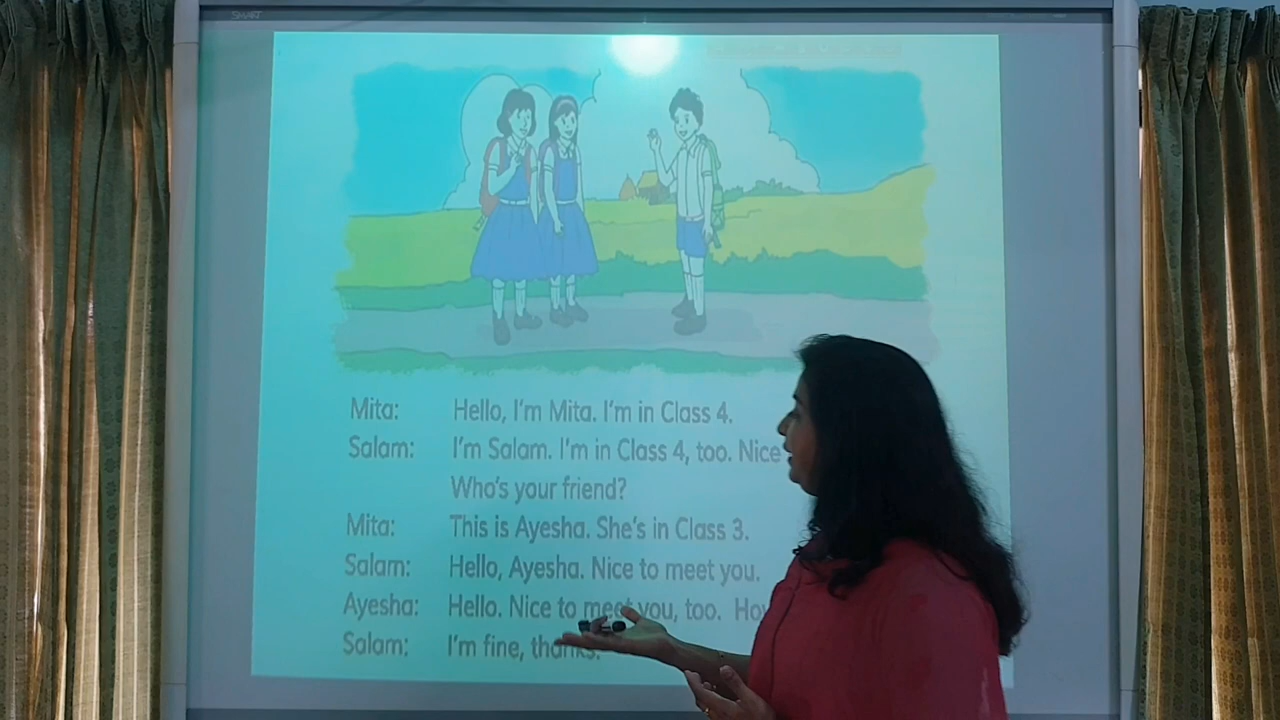 SMART
Mita: Hello, I'm Mita. I'm in Class 4.
Salam: I'm Salam. I'm in Class 4, too. Nice
Who's your friend?
Mita: This is Ayesha. She's in Class 3.
Salam: Hello, Ayesha. Nice to meet you.
Ayesha: Hello. Nice to meet you, too.
Salam: I'm fine, thanks.